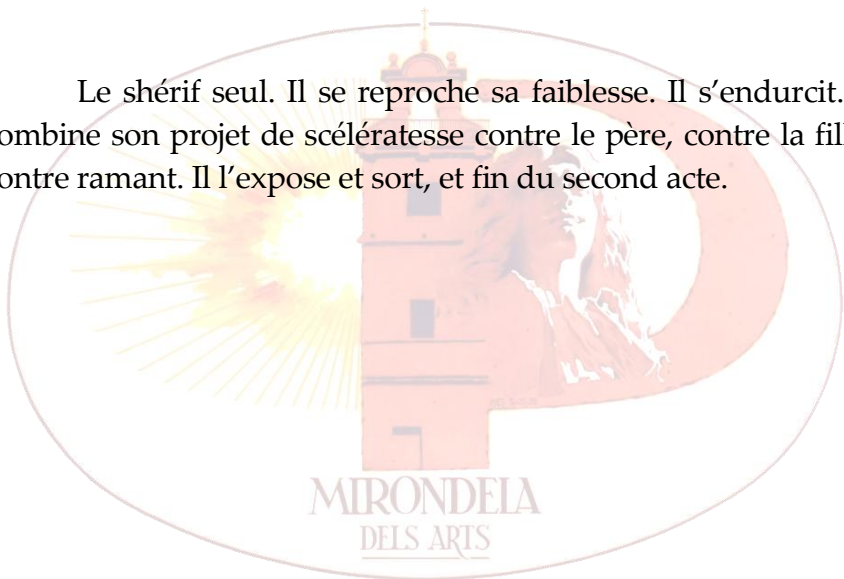 Le shérif seul. Il se reproche sa faiblesse. Il s’endurcit.
ombine son projet de scélératesse contre le père, contre la fill
ontre ramant. Il l’expose et sort, et fin du second acte.
MIRONDELA
DELS ARTS